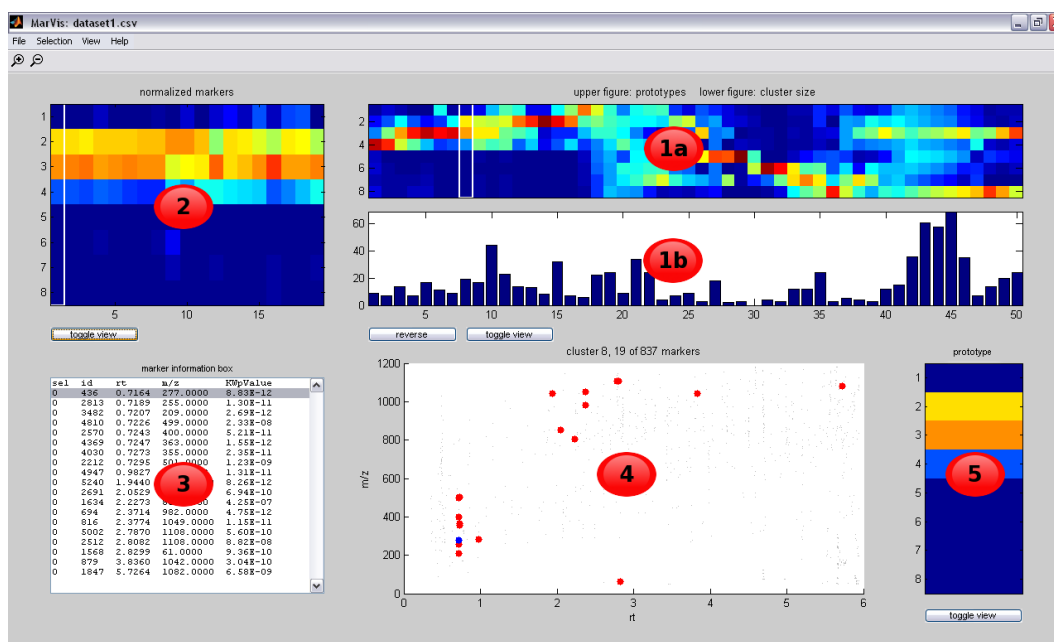 MarVis: dataset1.csv
File Selection View Help
normalized markers
1
2
3
4
5
6
7
8
5 10 15
2
toggle view
upper figure: prototypes lower figure: cluster size
2
4
6
8
1a
60
40
20
0
1b
1 5 10 15 20 25 30 35 40 45 50
reverse toggle view
marker information box
sel id rt m/z KWpValue
0 436 0.7164 277.0000 8.83E-12
0 2813 0.7189 255.0000 1.30E-11
0 3482 0.7207 209.0000 2.69E-12
0 4810 0.7226 499.0000 2.33E-08
0 2570 0.7243 400.0000 5.21E-11
0 4369 0.7247 363.0000 1.55E-12
0 4030 0.7273 355.0000 2.35E-11
0 2212 0.7295 501.0000 1.23E-09
0 4947 0.9827 1.31E-11
0 5240 1.9440 8.26E-12
0 2691 2.0529 6.94E-10
0 1634 2.2273 4.25E-07
0 694 2.3714 982.0000 4.75E-12
0 816 2.3774 1049.0000 1.15E-11
0 5002 2.7870 1108.0000 5.60E-10
0 2512 2.8082 1108.0000 8.82E-08
0 1568 2.8299 61.0000 9.36E-10
0 879 3.8360 1042.0000 3.04E-10
0 1847 5.7264 1082.0000 6.58E-09
3
cluster 8, 19 of 837 markers
1200
1000
800
600
400
200
0
m/z
4
0 1 2 3 4 5 6
rt
prototype
1
2
3
4
5
6
7
8
5
toggle view